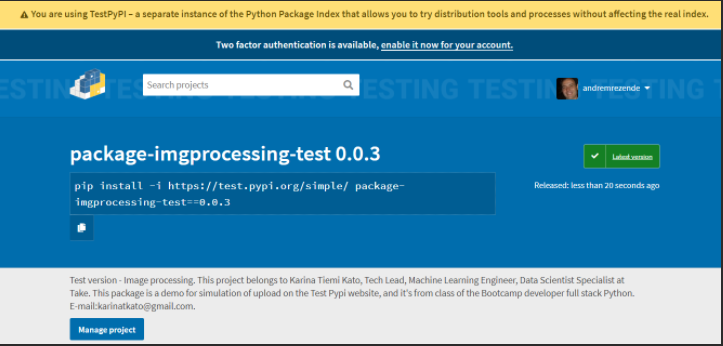 You are using TestPyPI – a separate instance of the Python Package Index that allows you to try distribution tools and processes without affecting the real index.
Two factor authentication is available, enable it now for your account.
Search projects
andremrezende
TESTING TESTING TESTING TESTING
package-imgprocessing-test 0.0.3
Latest version
pip install -i https://test.pypi.org/simple/ package-
imgprocessing-test==0.0.3
Released: less than 20 seconds ago
Test version - Image processing. This project belongs to Karina Tiemi Kato, Tech Lead, Machine Learning Engineer, Data Scientist Specialist at
Take. This package is a demo for simulation of upload on the Test Pypi website, and it's from class of the Bootcamp developer full stack Python.
E-mail:karinatkato@gmail.com.
Manage project